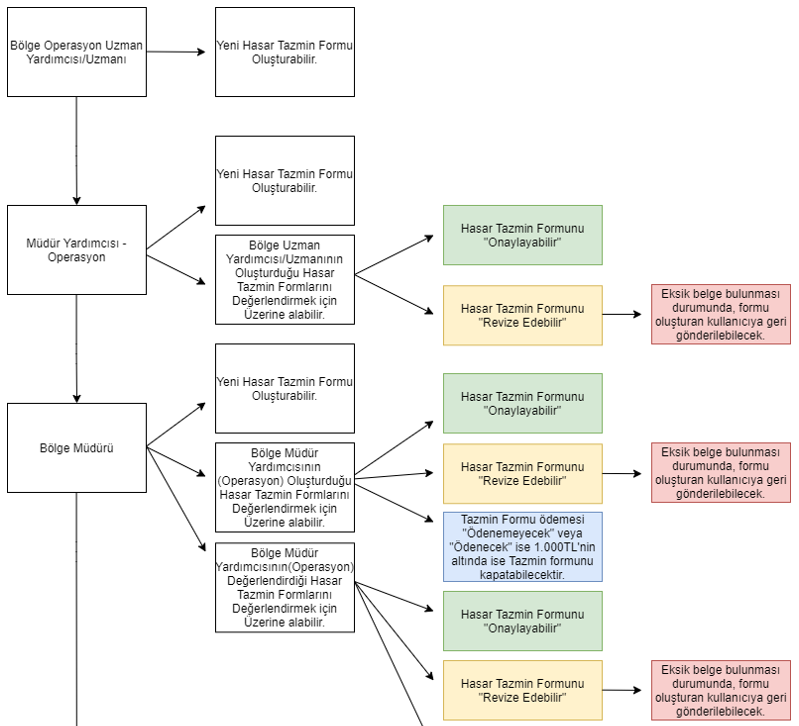 Bölge Operasyon Uzman
Yardımcısı/Uzmanı
Yeni Hasar Tazmin Formu
Oluşturabilir.
Yeni Hasar Tazmin Formu
Oluşturabilir.
Müdür Yardımcısı -
Operasyon
Bölge Uzman
Yardımcısı/Uzmanının
Oluşturduğu Hasar
Tazmin Formlarını
Değerlendirmek için
Üzerine alabilir.
Hasar Tazmin Formunu
"Onaylayabilir"
Hasar Tazmin Formunu
"Revize Edebilir"
Eksik belge bulunması
durumunda, formu
oluşturan kullanıcıya geri
gönderilebilecek.
Yeni Hasar Tazmin Formu
Oluşturabilir.
Bölge Müdürü
Bölge Müdür
Yardımcısının
(Operasyon) Oluşturduğu
Hasar Tazmin Formlarını
Değerlendirmek için
Üzerine alabilir.
Hasar Tazmin Formunu
"Onaylayabilir"
Hasar Tazmin Formunu
"Revize Edebilir"
Eksik belge bulunması
durumunda, formu
oluşturan kullanıcıya geri
gönderilebilecek.
Tazmin Formu ödemesi
"Ödenemeyecek" veya
"Ödenecek" ise 1.000TL'nin
altında ise Tazmin formunu
kapatabilecektir.
Bölge Müdür
Yardımcısının(Operasyon)
Değerlendirdiği Hasar
Tazmin Formlarını
Değerlendirmek için
Üzerine alabilir.
Hasar Tazmin Formunu
"Onaylayabilir"
Hasar Tazmin Formunu
"Revize Edebilir"
Eksik belge bulunması
durumunda, formu
oluşturan kullanıcıya geri
gönderilebilecek.